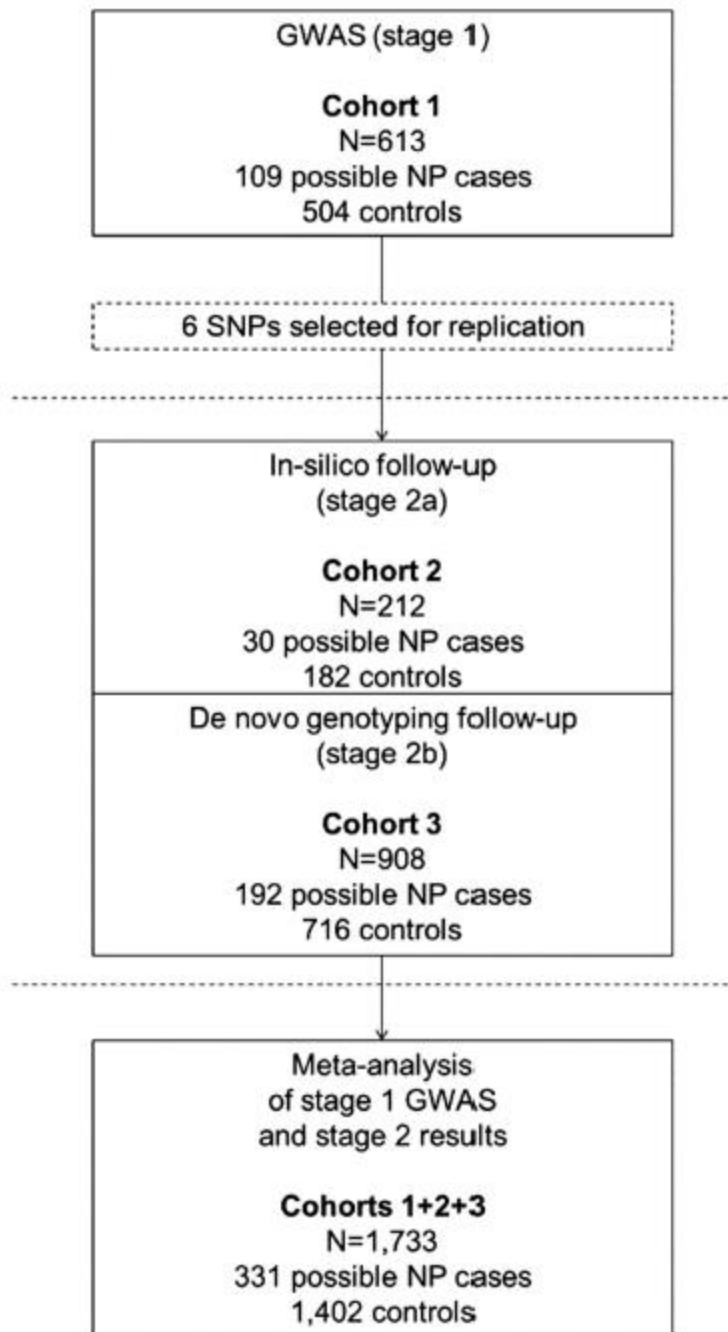 GWAS (stage 1)
Cohort 1
N=613
109 possible NP cases
504 controls
6 SNPs selected for replication
In-silico follow-up
(stage 2a)
Cohort 2
N=212
30 possible NP cases
182 controls
De novo genotyping follow-up
(stage 2b)
Cohort 3
N=908
192 possible NP cases
716 controls
Meta-analysis
of stage 1 GWAS
and stage 2 results
Cohorts 1+2+3
N=1,733
331 possible NP cases
1,402 controls